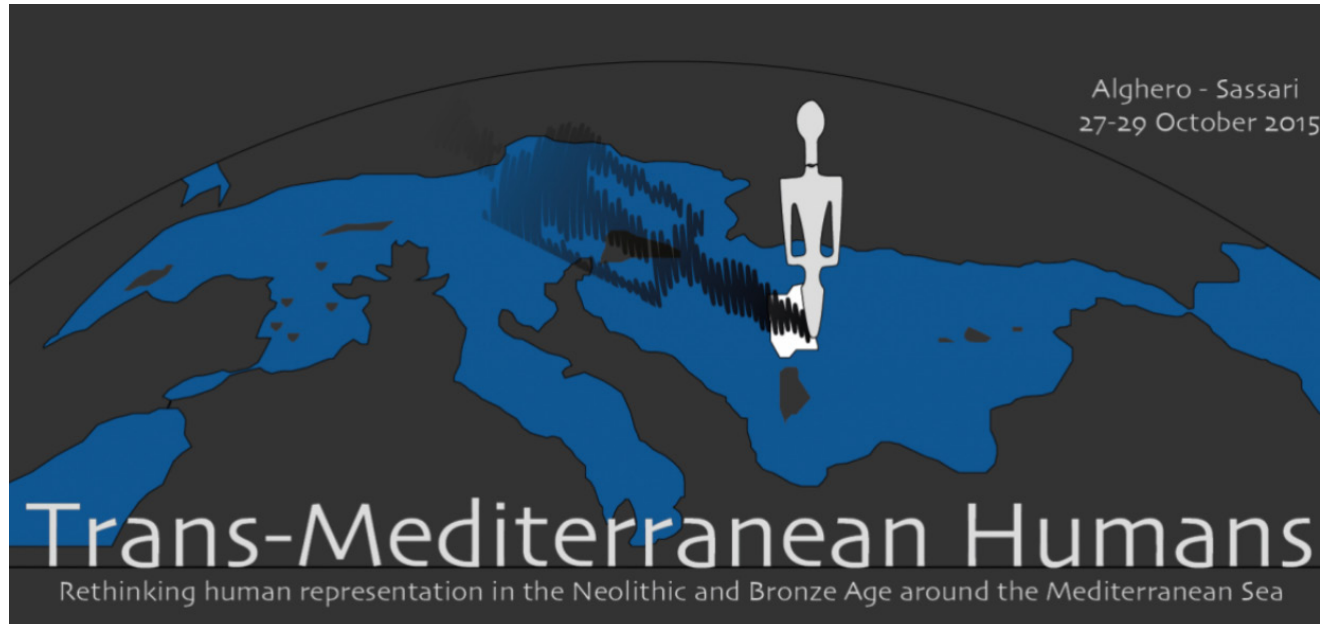 Alghero - Sassari
27-29 October 2015
Trans-Mediterranean Humans
Rethinking human representation in the Neolithic and Bronze Age around the Mediterranean Sea